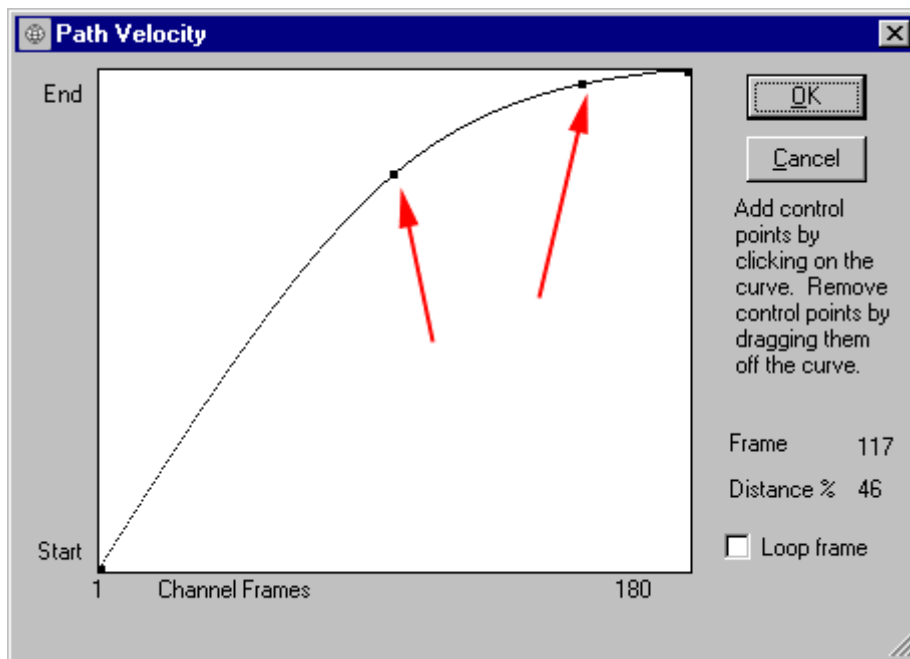 Path Velocity
End
OK
Cancel
Add control
points by
clicking on the
curve.  Remove
control points by
dragging them
off the curve.
Frame 117
Distance % 46
Start
Loop frame
1 Channel Frames 180